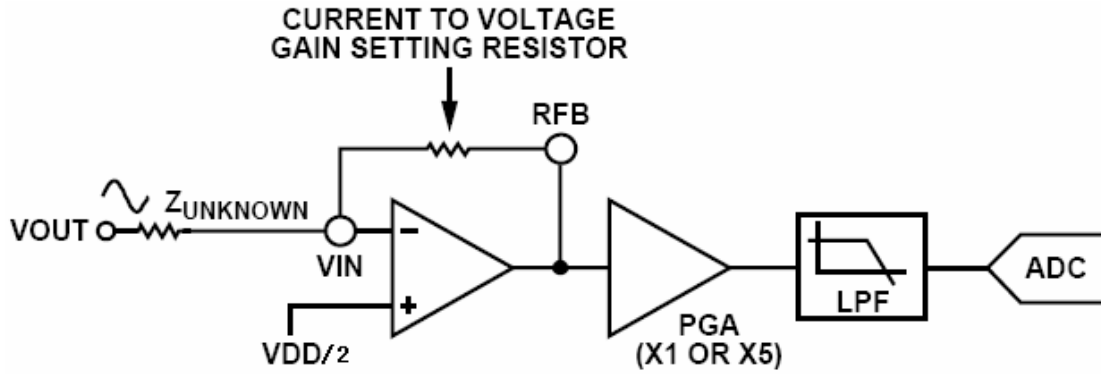 CURRENT TO VOLTAGE
GAIN SETTING RESISTOR
RFB
ZUNKNOWN
VOUT
VIN
−
+
VDD/2
PGA
(X1 OR X5)
LPF
ADC